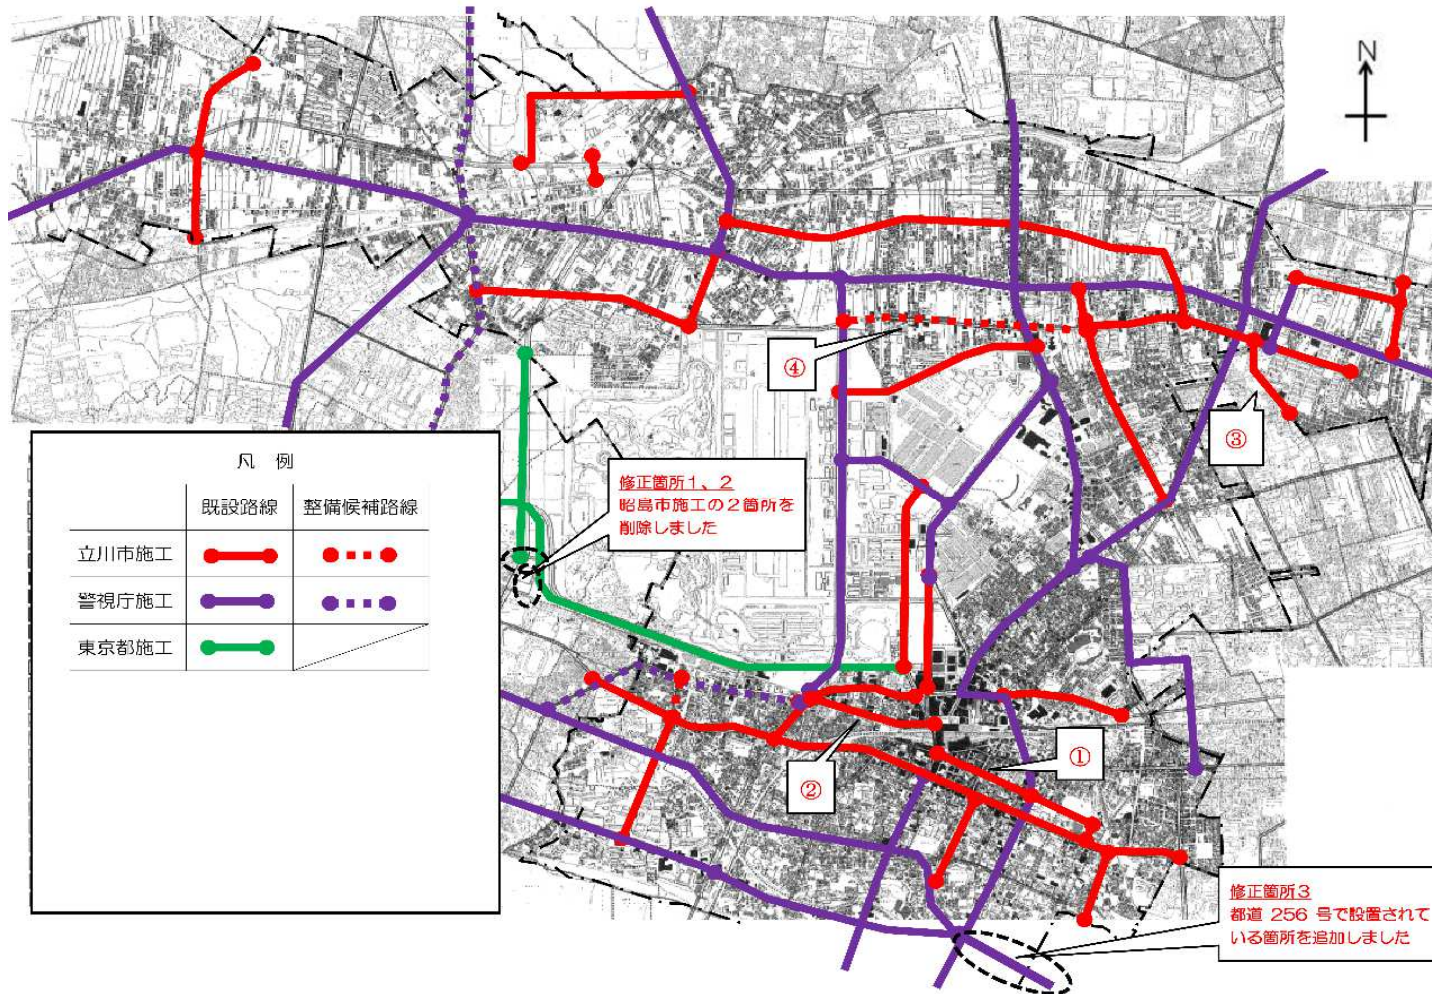 N
④
③
凡 例
既設路線 整備候補路線
立川市施工
警視庁施工
東京都施工
修正箇所1、2
昭島市施工の2箇所を
削除しました
①
②
修正箇所3
都道 256 号で設置されて
いる箇所を追加しました